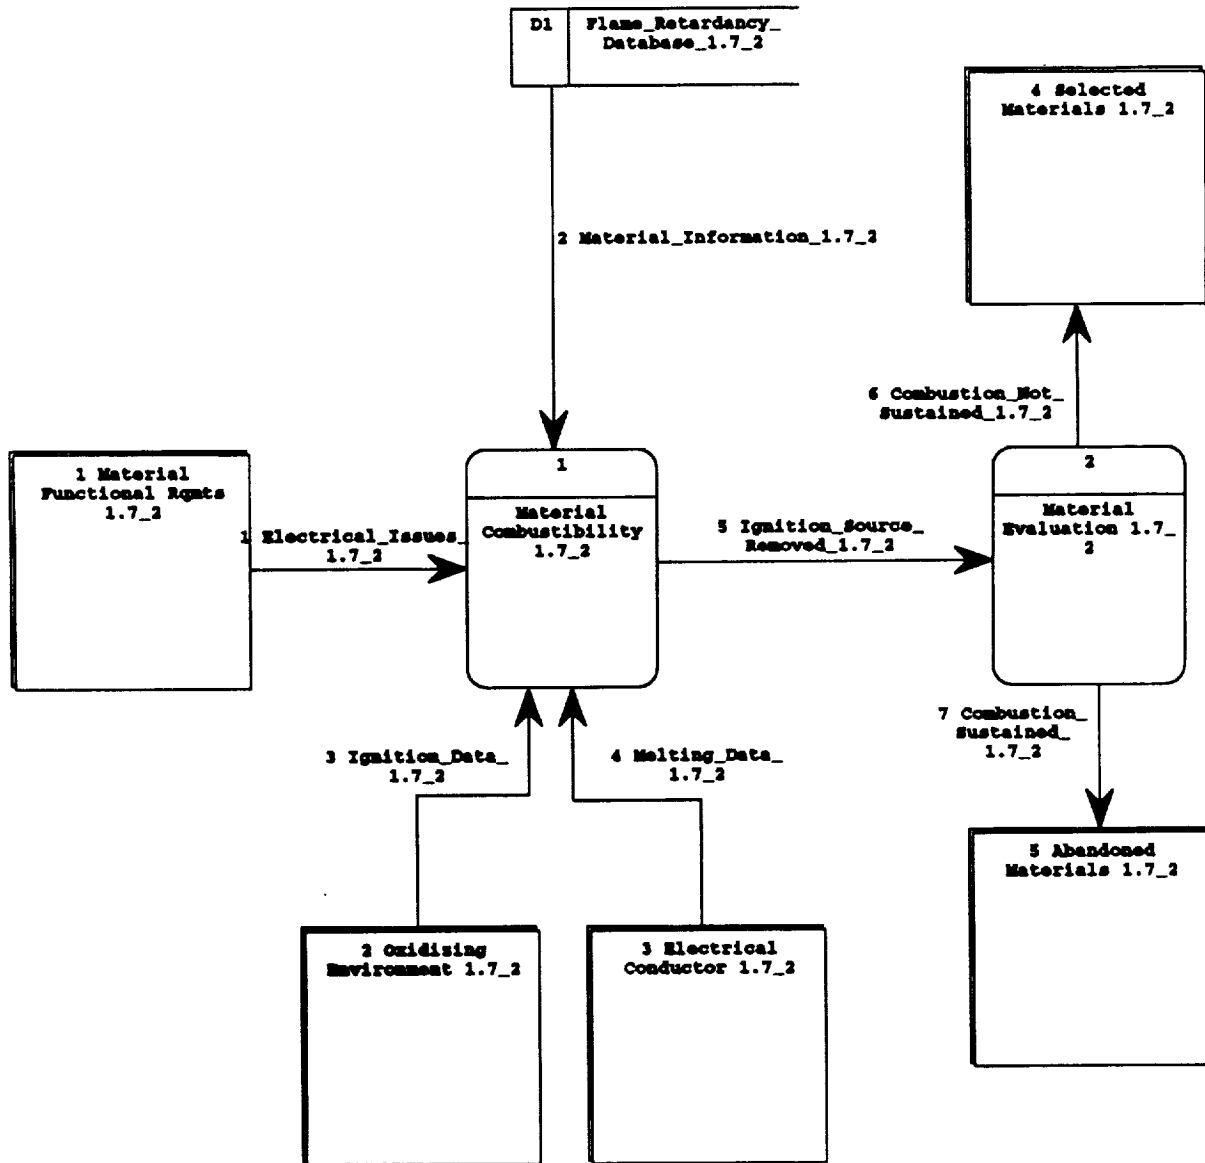 D1
Flame_Retardancy_
Database_1.7_2
4 Selected
Materials 1.7_2
2 Material_Information_1.7_2
6 Combustion_Not_
Sustained_1.7_2
1 Material
Functional Rqmts
1.7_2
1 Electrical_Issues_
1.7_2
1
Material
Combustibility
1.7_2
5 Ignition_Source_
Removed_1.7_2
2
Material
Evaluation 1.7_
2
3 Ignition_Data_
1.7_2
4 Melting_Data_
1.7_2
7 Combustion_
Sustained_
1.7_2
2 Oxidizing
Environment 1.7_2
3 Electrical
Conductor 1.7_2
5 Abandoned
Materials 1.7_2